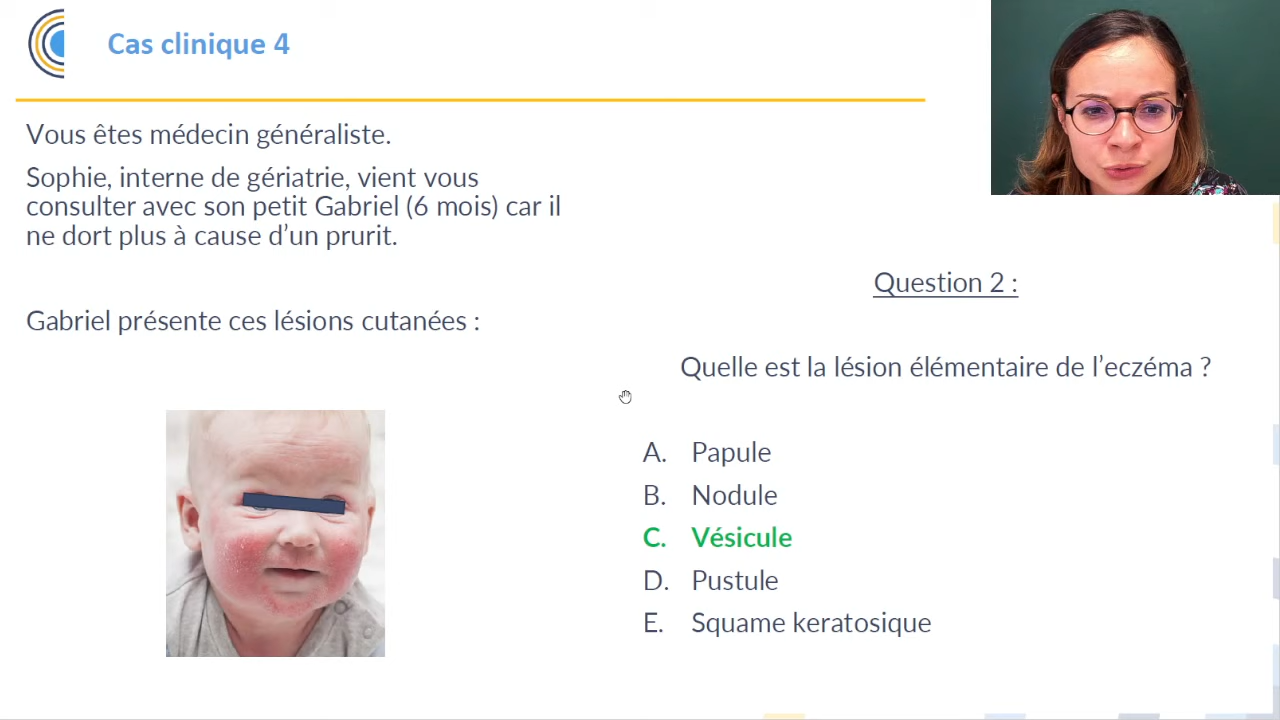 Cas clinique 4
Vous êtes médecin généraliste.
Sophie, interne de gériatrie, vient vous
consulter avec son petit Gabriel (6 mois) car il
ne dort plus à cause d’un prurit.
Gabriel présente ces lésions cutanées :
Question 2 :
Quelle est la lésion élémentaire de l’eczéma ?
A. Papule
B. Nodule
C. Vésicule
D. Pustule
E. Squame keratosique